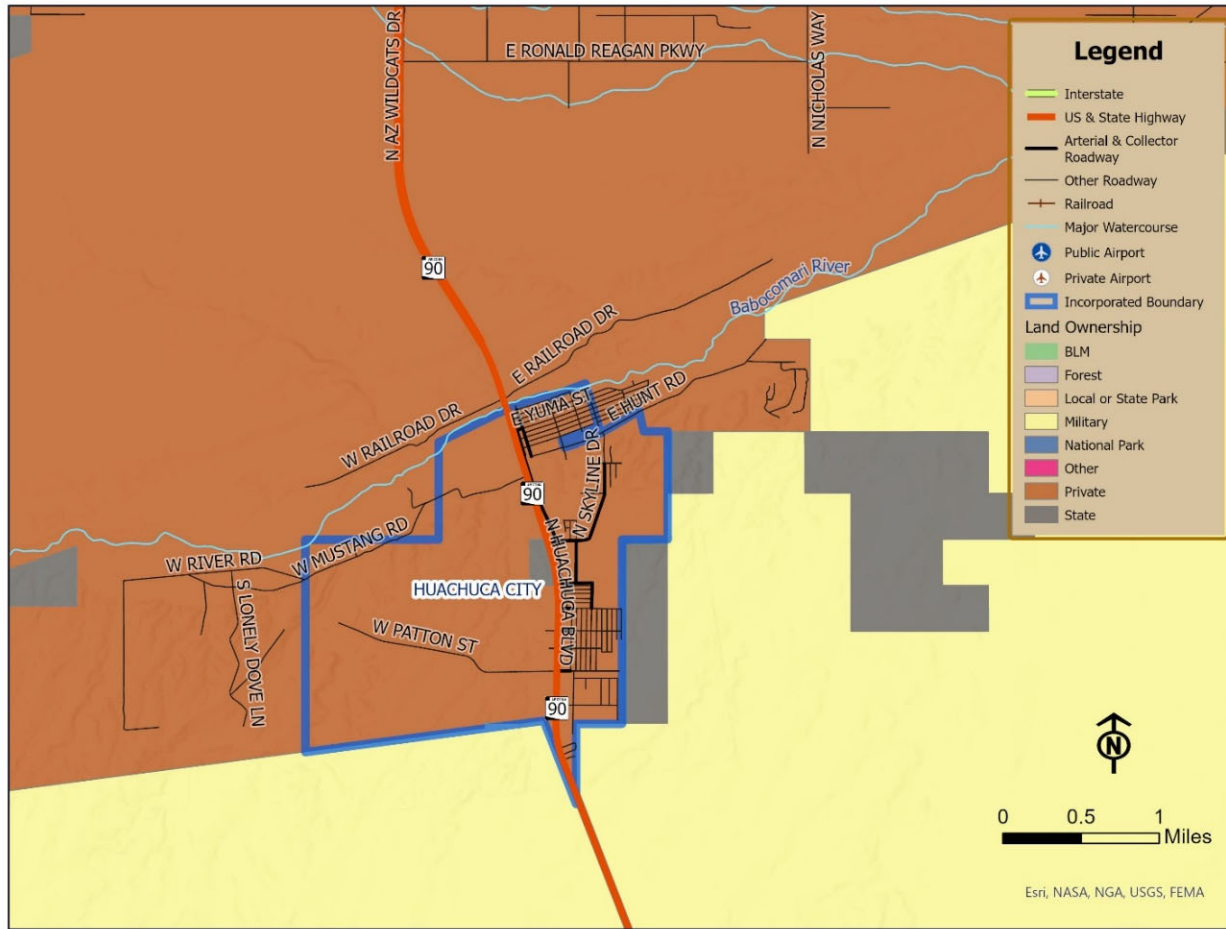 N AZ WILDCATS DR
E RONALD REAGAN PKWY
N NICHOLAS WAY
90
Babocomari River
E RAILROAD DR
W RAILROAD DR
E YUMA ST
E HUNT RD
N SKYLINE DR
90
W MUSTANG RD
W RIVER RD
S LONELY DOVE LN
HUACHUCA CITY
N HUACHUCA BLVD
W PATTON ST
90
Legend
Interstate
US & State Highway
Arterial & Collector
Roadway
Other Roadway
Railroad
Major Watercourse
Public Airport
Private Airport
Incorporated Boundary
Land Ownership
BLM
Forest
Local or State Park
Military
National Park
Other
Private
State
N
0 0.5 1
Miles
Esri, NASA, NGA, USGS, FEMA